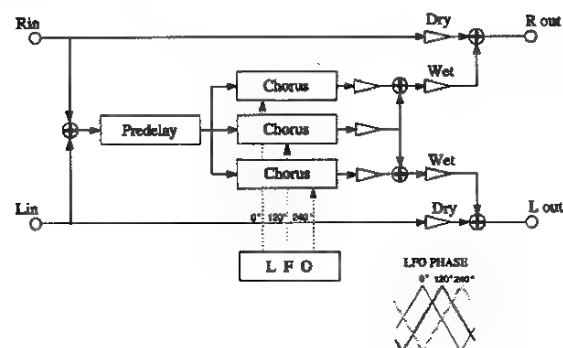 Rin
Dry
R out
Chorus
Wet
Predelay
Chorus
Chorus
Wet
Lin
0° 120° 240°
Dry
L out
L F O
LFO PHASE
0° 120° 240°